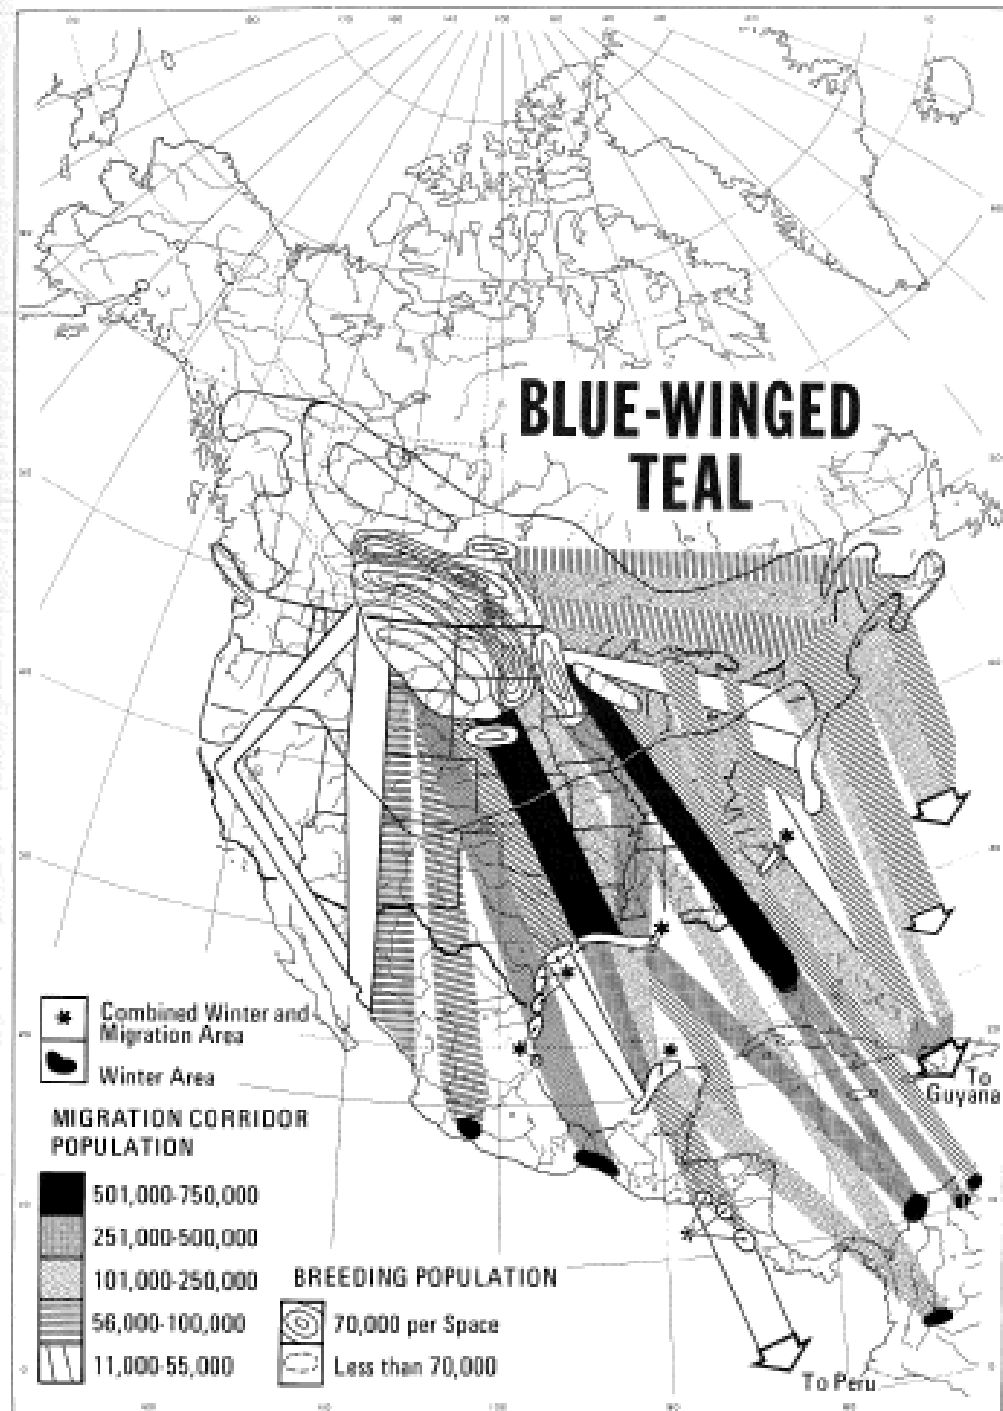 BLUE-WINGED
TEAL
Combined Winter and
Migration Area
Winter Area
MIGRATION CORRIDOR
POPULATION
501,000-750,000
251,000-500,000
101,000-250,000
56,000-100,000
11,000-55,000
BREEDING POPULATION
70,000 per Space
Less than 70,000
To
Guyana
To Peru